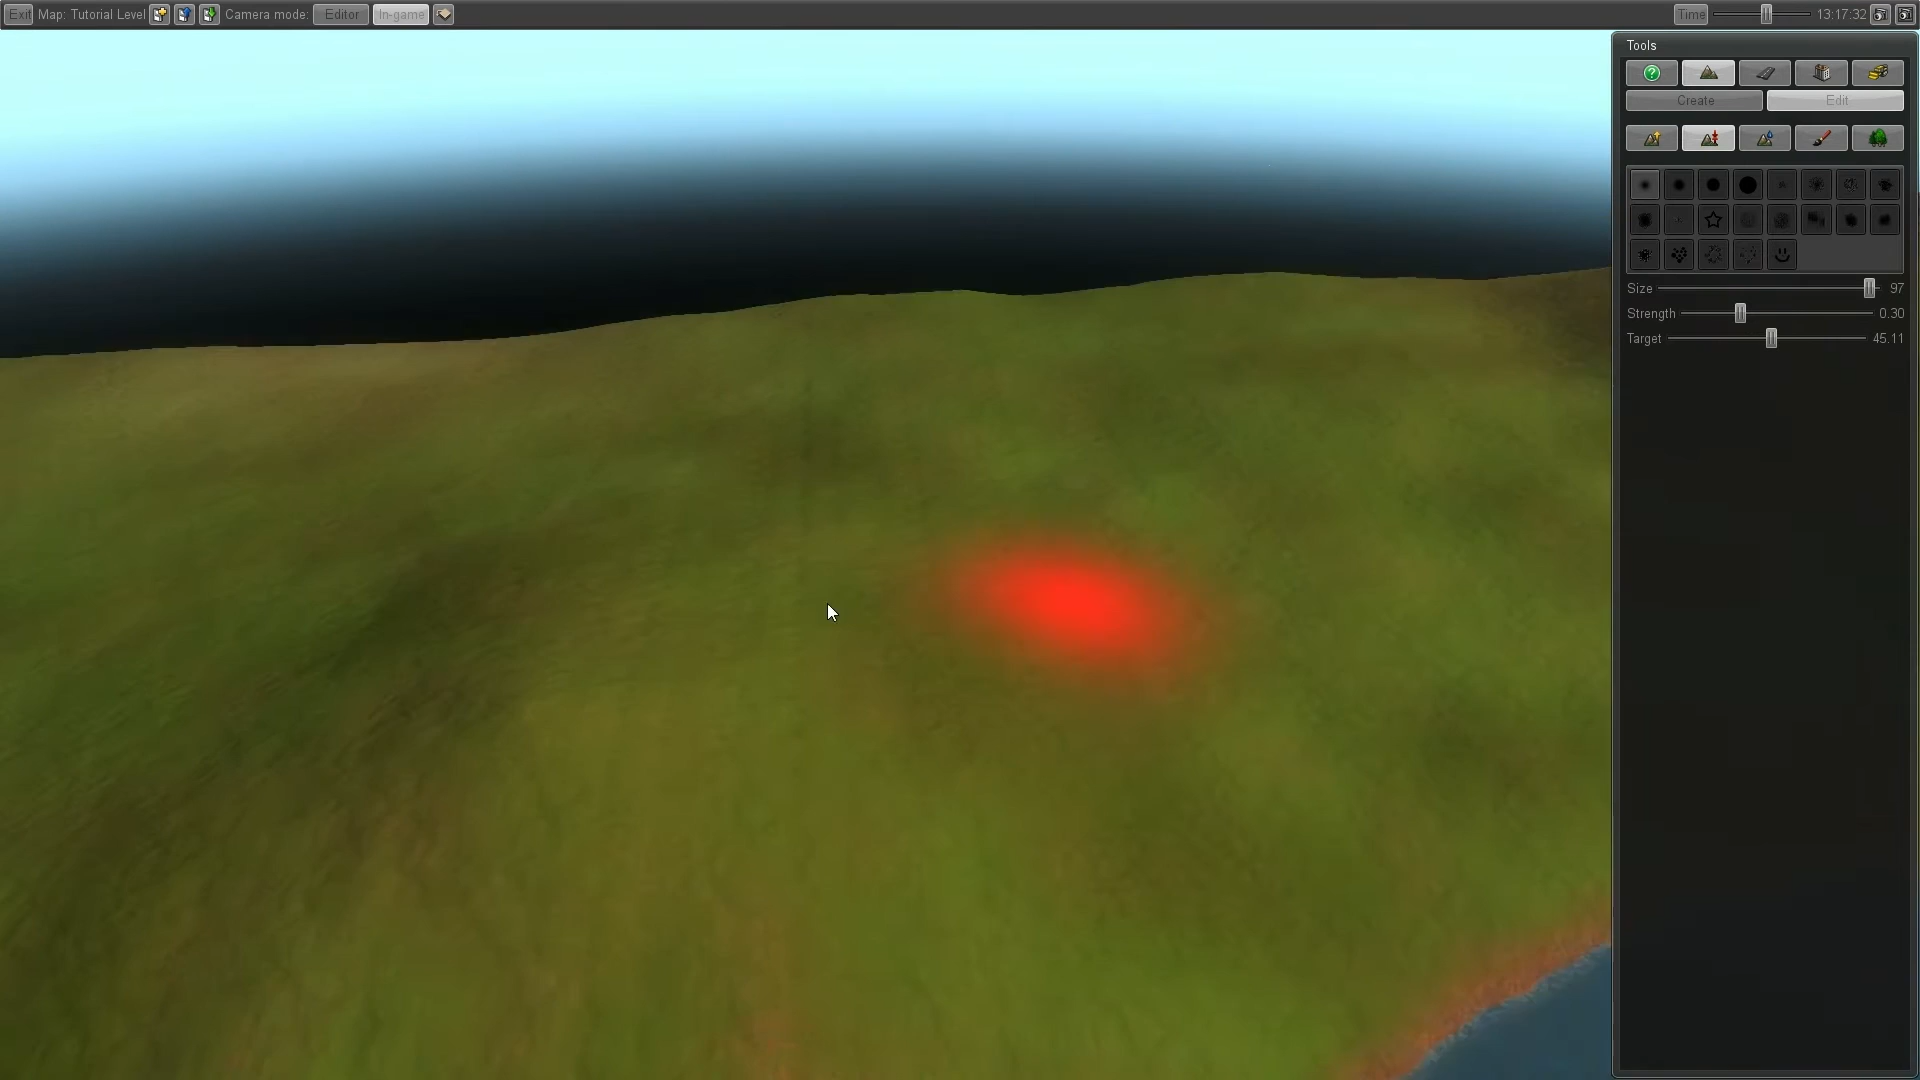 Exit Map: Tutorial Level Camera mode: Editor In-game Time 13:17:32
Tools
Create Edit
Size 97
Strength 0.30
Target 45.11